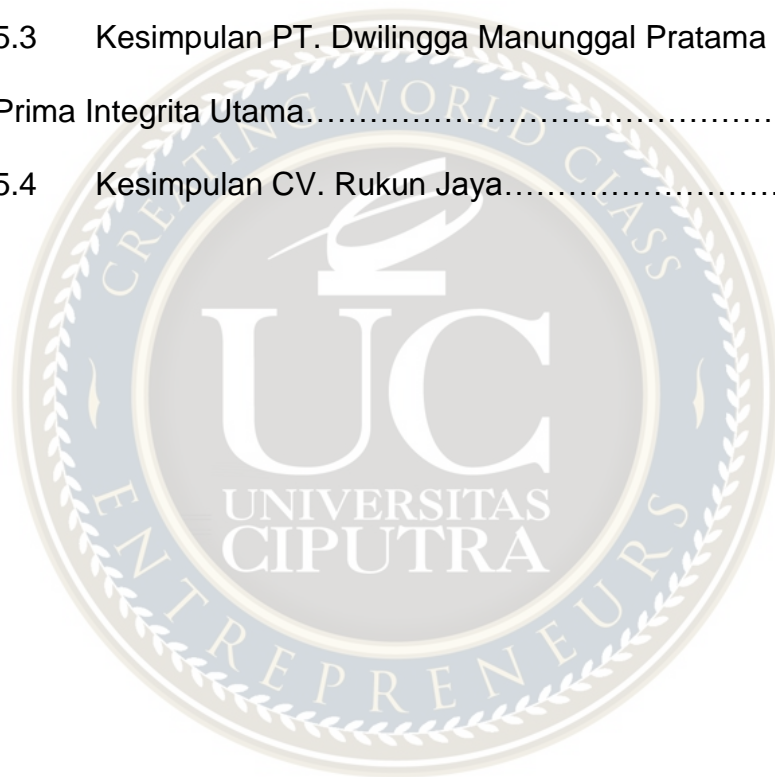 5.3 Kesimpulan PT. Dwilingga Manunggal Pratama
Prima Integrita Utama……………………………………………
5.4 Kesimpulan CV. Rukun Jaya…………………………
CREATING WORLD CLASS
UC
UNIVERSITAS
CIPUTRA
ENTREPRENEURS